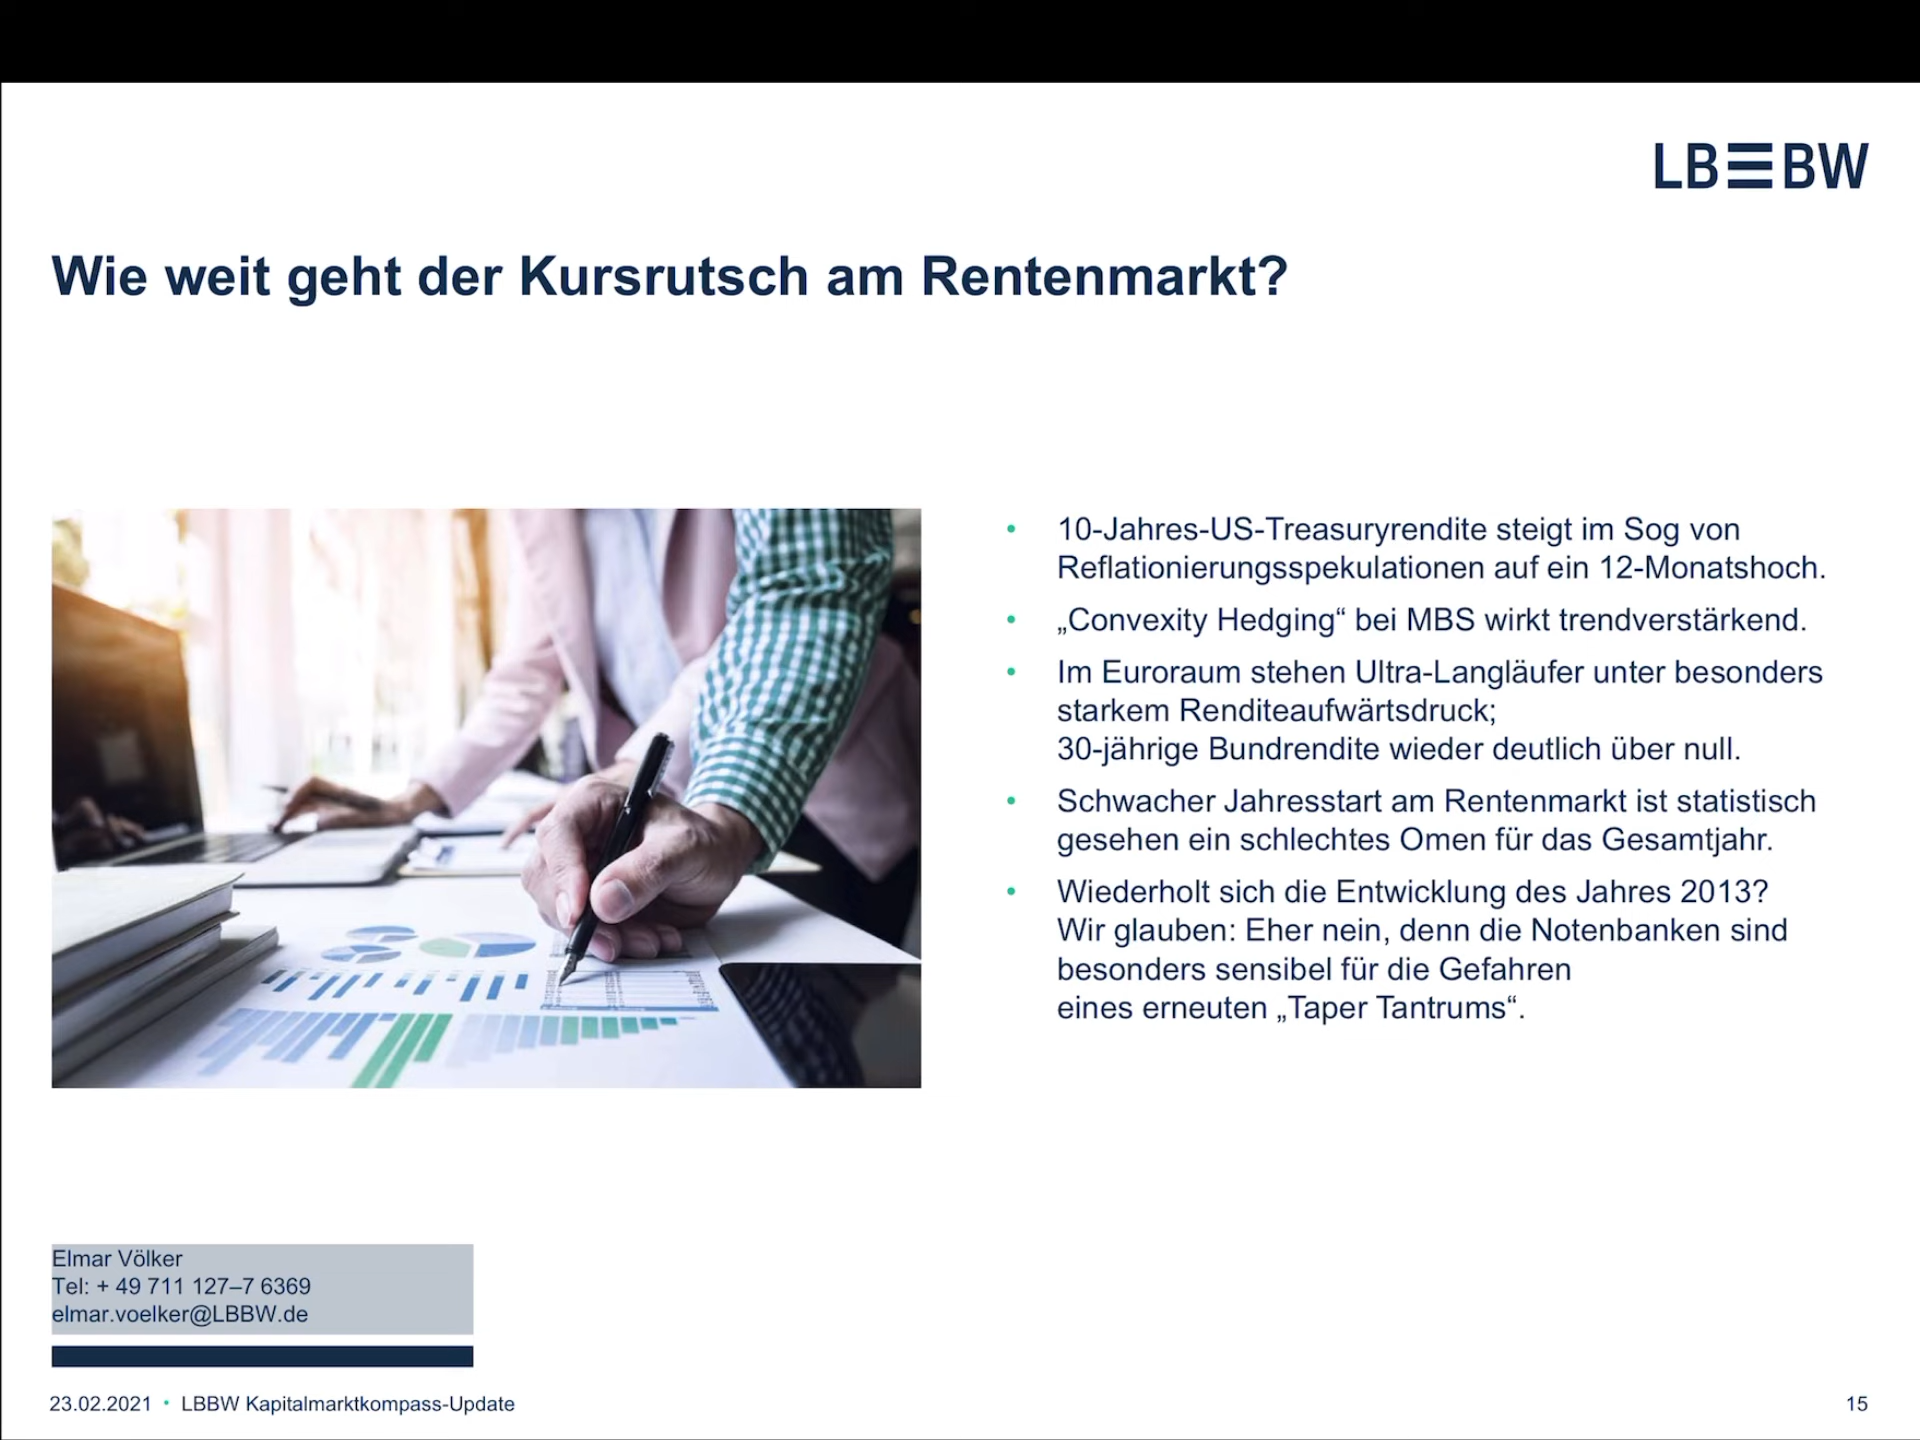 LBBW
Wie weit geht der Kursrutsch am Rentenmarkt?
• 10-Jahres-US-Treasuryrendite steigt im Sog von
Reflationierungsspekulationen auf ein 12-Monatshoch.
• „Convexity Hedging“ bei MBS wirkt trendverstärkend.
• Im Euroraum stehen Ultra-Langläufer unter besonders
starkem Renditeaufwärtsdruck;
30-jährige Bundrendite wieder deutlich über null.
• Schwacher Jahresstart am Rentenmarkt ist statistisch
gesehen ein schlechtes Omen für das Gesamtjahr.
• Wiederholt sich die Entwicklung des Jahres 2013?
Wir glauben: Eher nein, denn die Notenbanken sind
besonders sensibel für die Gefahren
eines erneuten „Taper Tantrums“.
Elmar Völker
Tel: + 49 711 127–7 6369
elmar.voelker@LBBW.de
23.02.2021 • LBBW Kapitalmarktkompass-Update
15